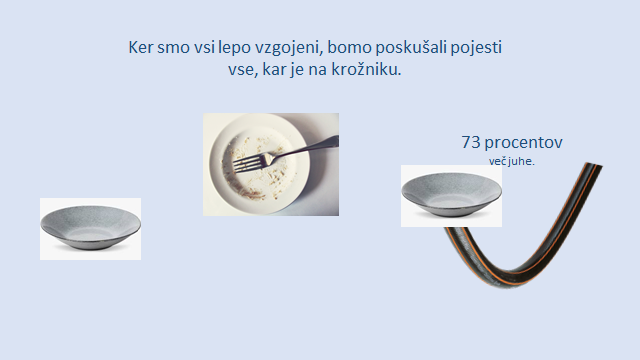 Ker smo vsi lepo vzgojeni, bomo poskušali pojesti
vse, kar je na krožniku.
73 procentov
več juhe.